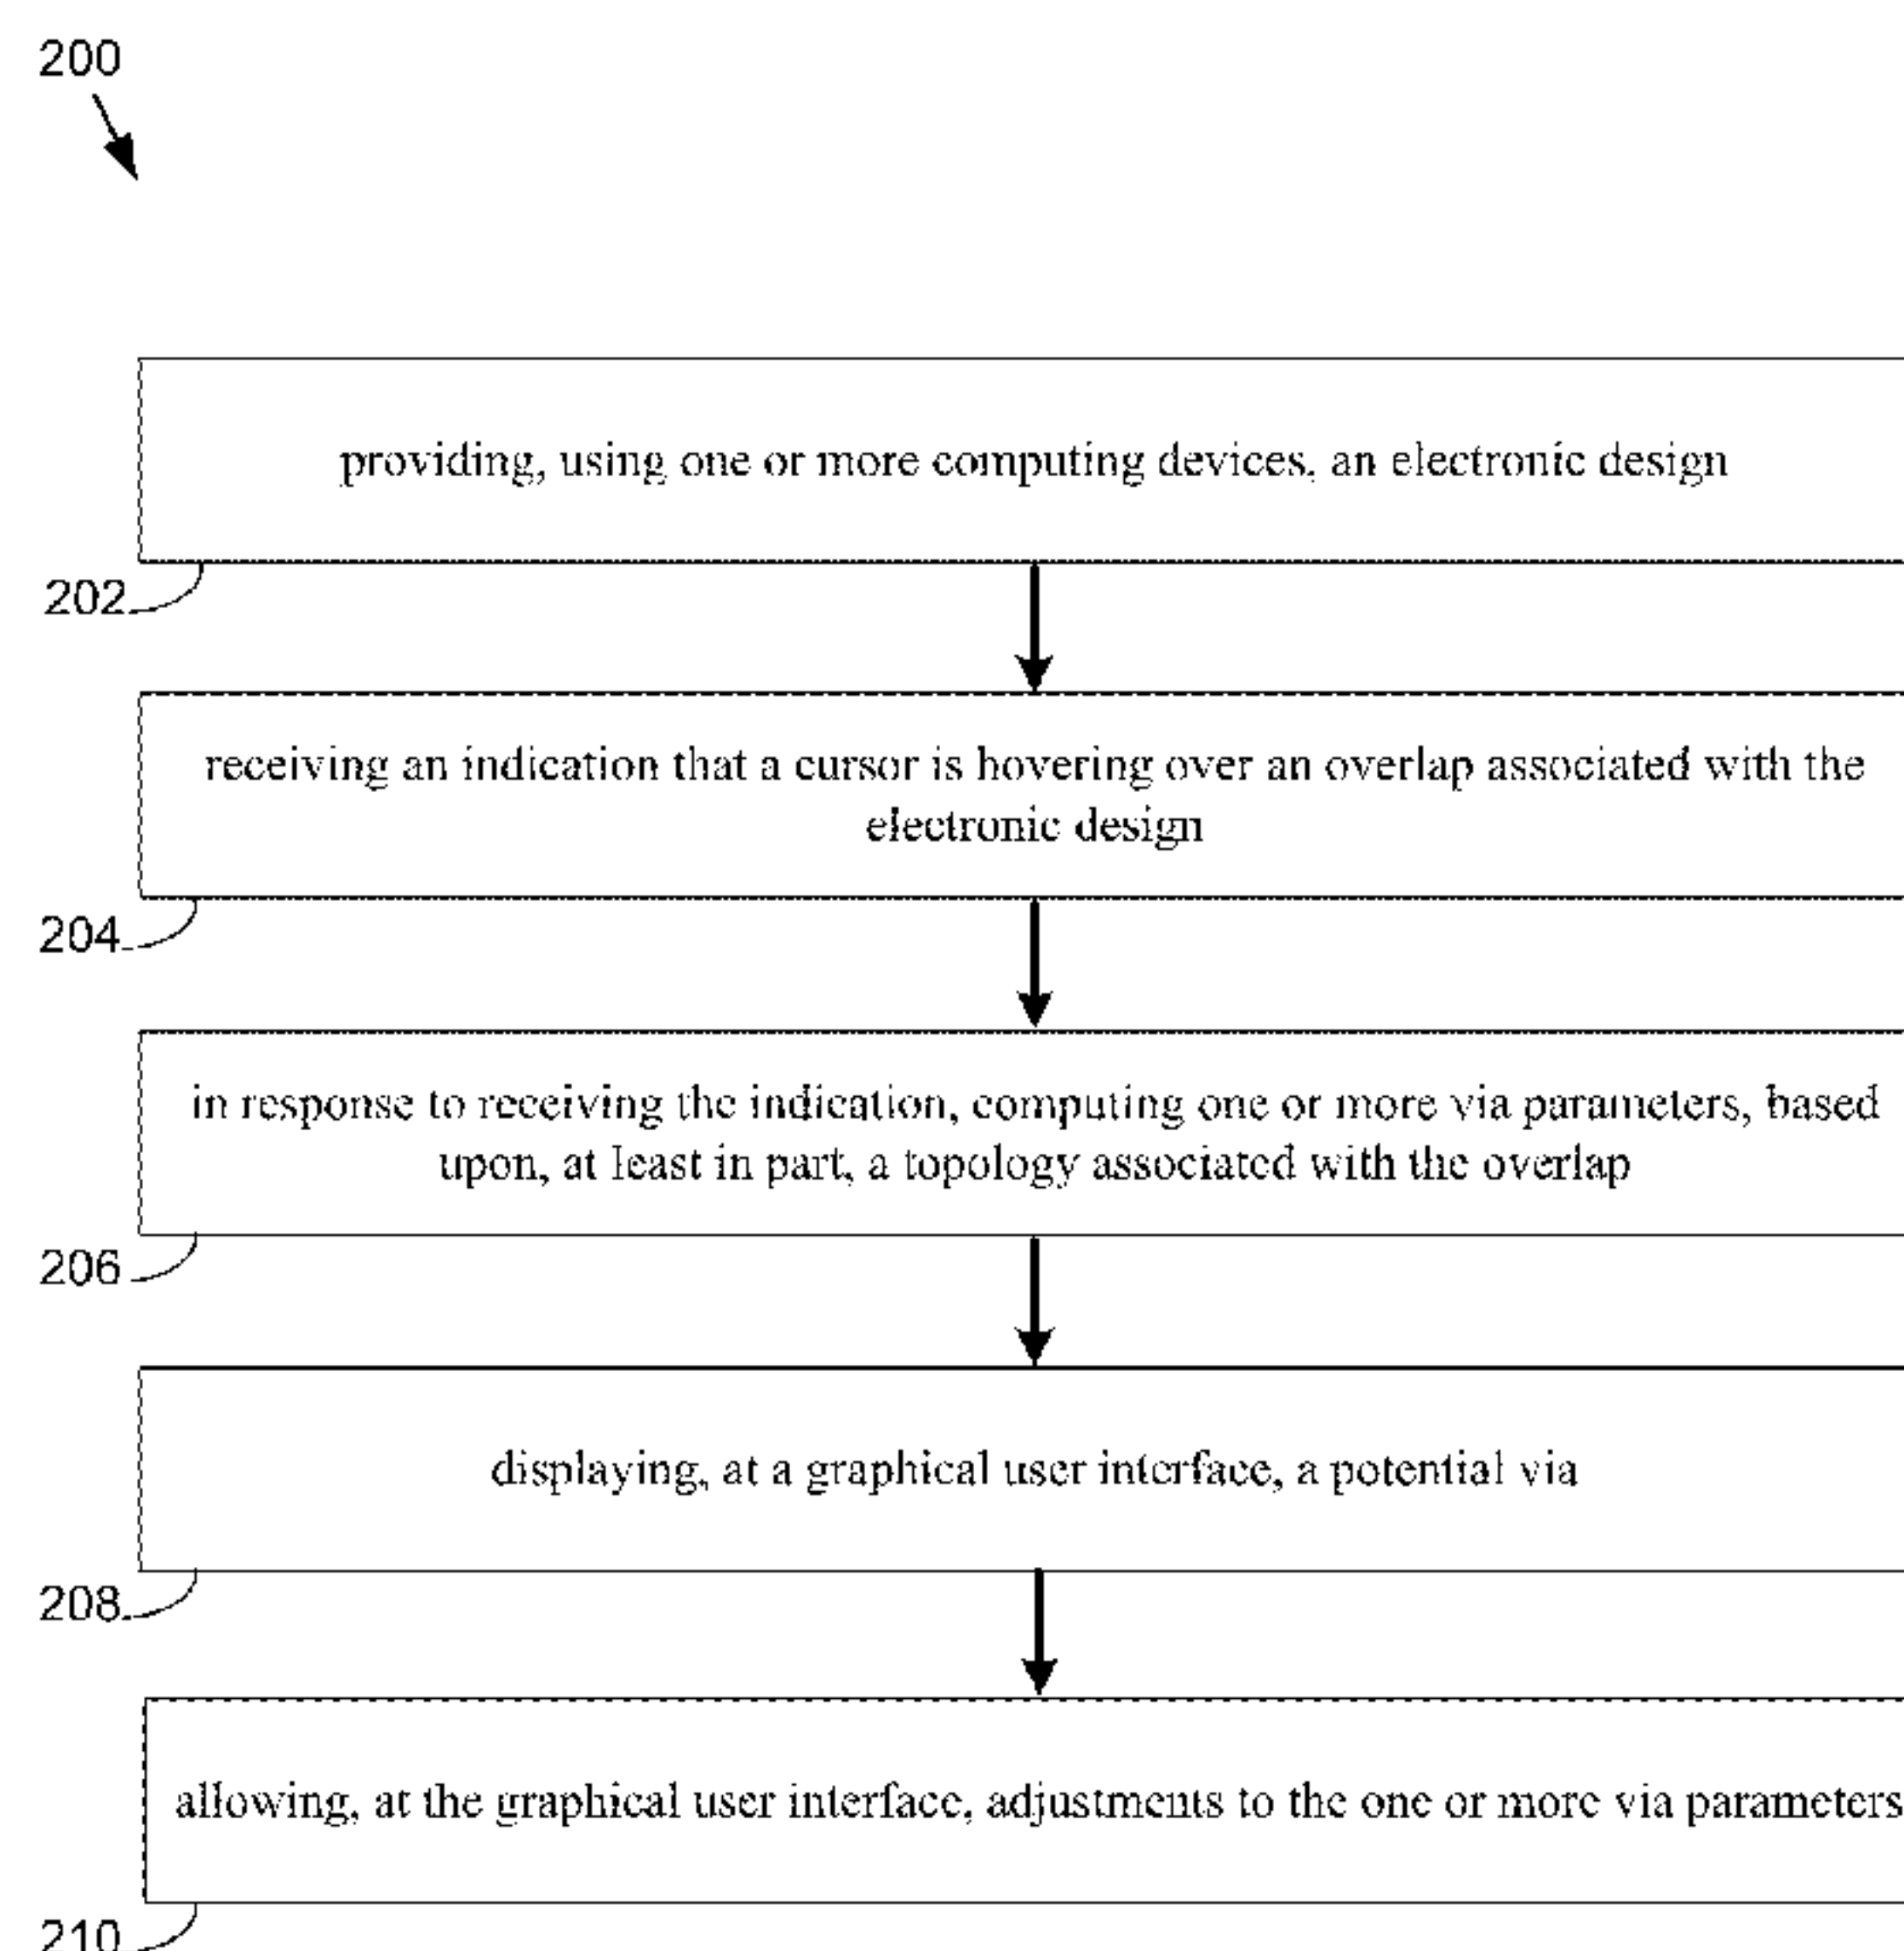 200
providing, using one or more computing devices, an electronic design
202
receiving an indication that a cursor is hovering over an overlap associated with the
electronic design
204
in response to receiving the indication, computing one or more via parameters, based
upon, at least in part, a topology associated with the overlap
206
displaying, at a graphical user interface, a potential via
208
allowing, at the graphical user interface, adjustments to the one or more via parameters
210